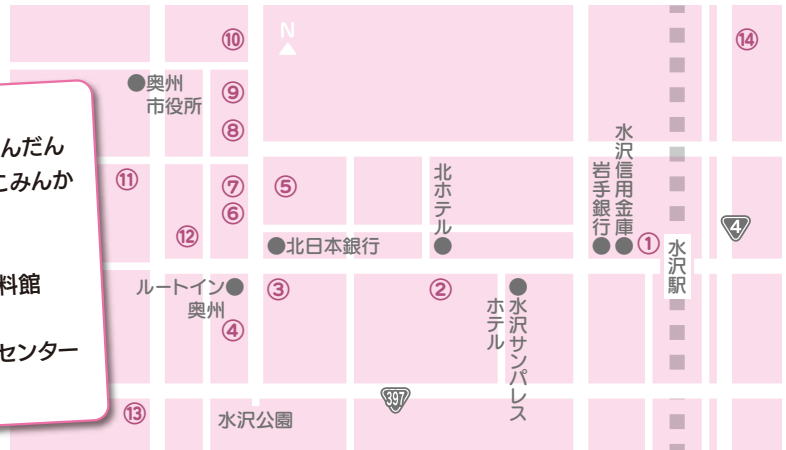 ⑩
N
⑭
奥州
市役所
⑨
⑧
んだん
こみんか
⑪
⑦
⑤
⑥
⑫
北ホテル
水沢信用金庫
岩手銀行
①
4
北日本銀行
水沢駅
料館
ルートイン
奥州
③
②
水沢サンパレス
ホテル
④
センター
⑬
水沢公園
397